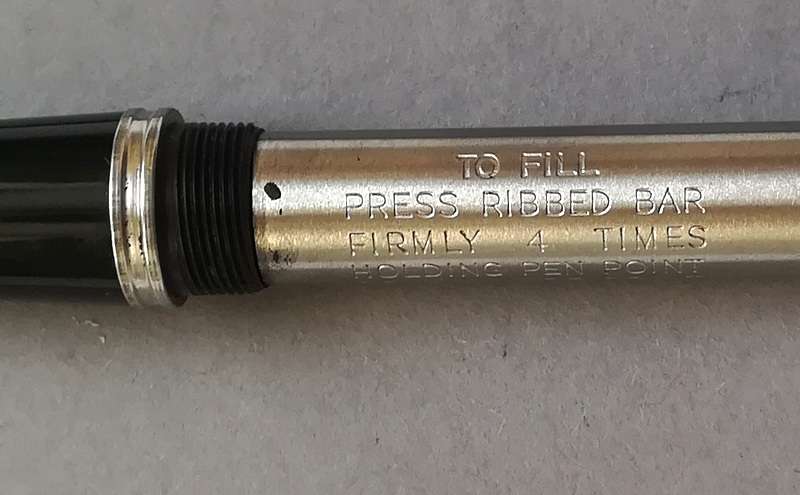 TO FILL
PRESS RIBBED BAR
FIRMLY 4 TIMES
HOLDING PEN POINT